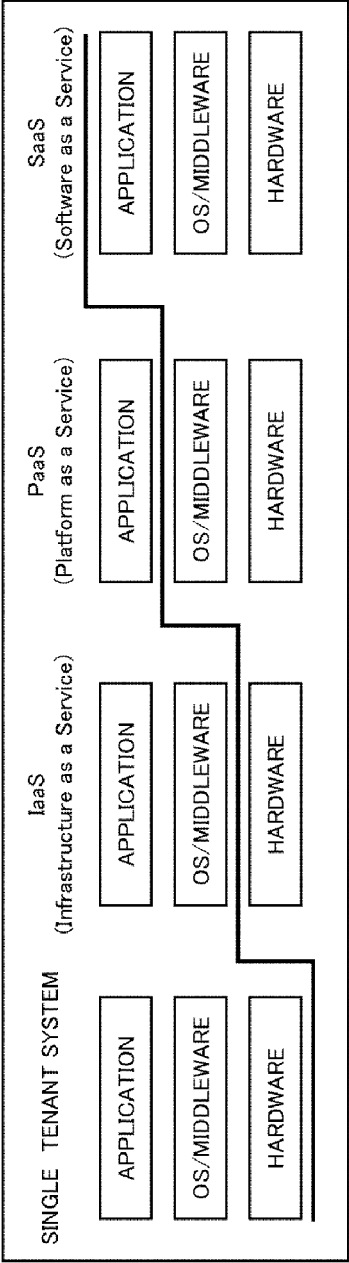 SINGLE TENANT SYSTEM
APPLICATION
OS/MIDDLEWARE
HARDWARE
IaaS
(Infrastructure as a Service)
APPLICATION
OS/MIDDLEWARE
HARDWARE
PaaS
(Platform as a Service)
APPLICATION
OS/MIDDLEWARE
HARDWARE
SaaS
(Software as a Service)
APPLICATION
OS/MIDDLEWARE
HARDWARE